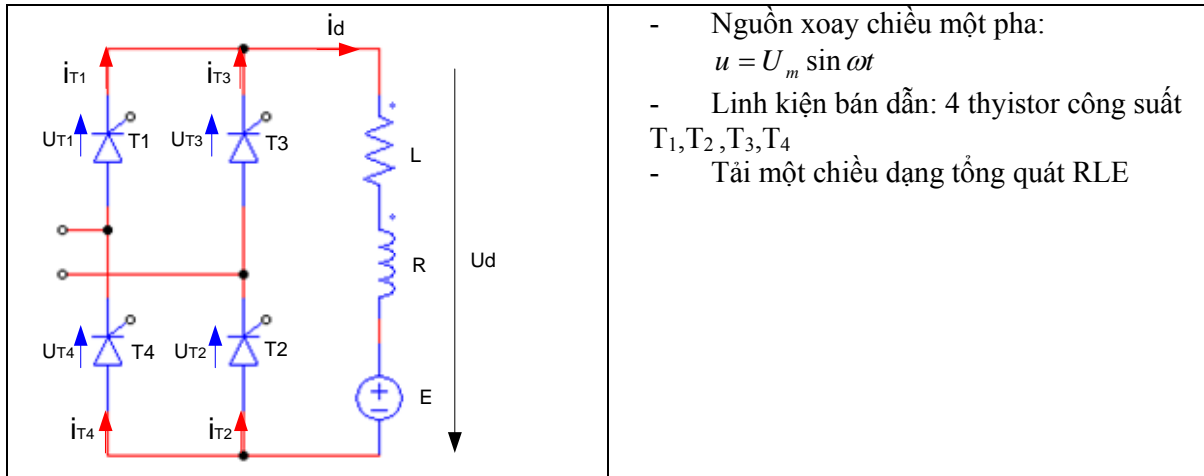 id
iT1
iT3
UT1
T1
UT3
T3
L
R
Ud
UT4
T4
UT2
T2
E
iT4
iT2
- Nguồn xoay chiều một pha:
u = Um sin ωt
- Linh kiện bán dẫn: 4 thyistor công suất
T1,T2 ,T3,T4
- Tải một chiều dạng tổng quát RLE